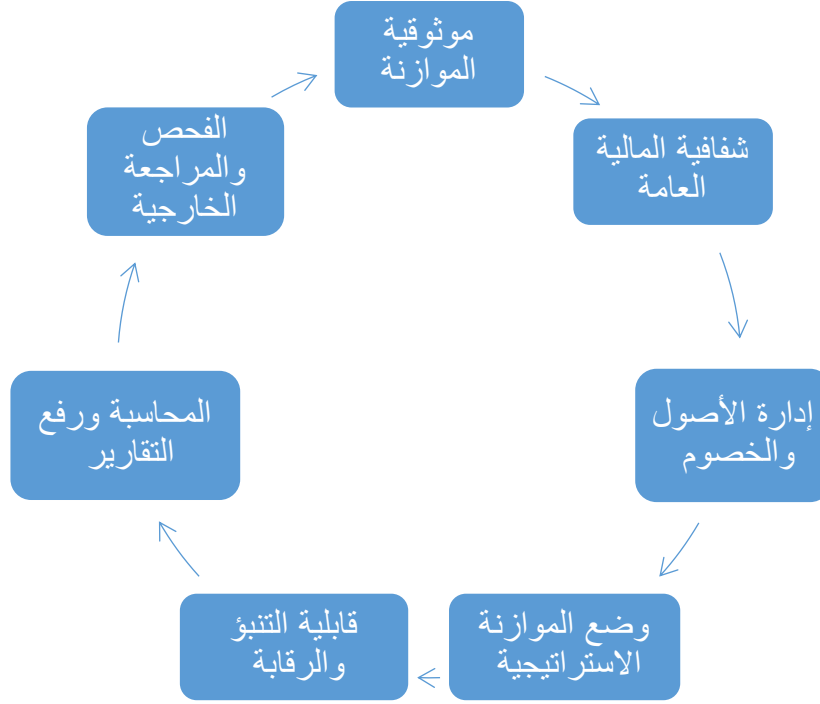 موثوقية
الموازنة
شفافية المالية
العامة
إدارة الأصول
والخصوم
وضع الموازنة
الاستراتيجية
قابلية التنبؤ
والرقابة
المحاسبة ورفع
التقارير
الفحص
والمراجعة
الخارجية